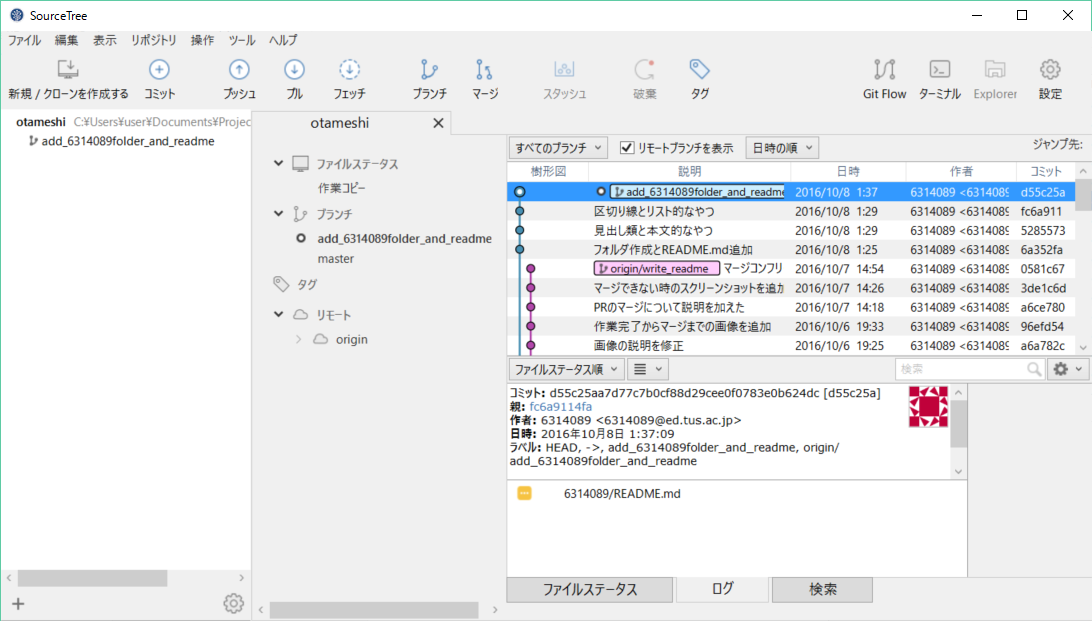 SourceTree
ファイル 編集 表示 リポジトリ 操作 ツール ヘルプ
新規 / クローンを作成する コミット プッシュ プル フェッチ ブランチ マージ スタッシュ 破棄 タグ Git Flow ターミナル Explorer 設定
otameshi C:¥Users¥user¥Documents¥Projec
add_6314089folder_and_readme
otameshi
ファイルステータス
作業コピー
ブランチ
add_6314089folder_and_readme
master
タグ
リモート
origin
すべてのブランチ リモートブランチを表示 日時の順 ジャンプ先:
樹形図 説明 日時 作者 コミット
add_6314089folder_and_readme 2016/10/8 1:37 6314089 <6314089 d55c25a
区切り線とリスト的なやつ 2016/10/8 1:29 6314089 <6314089 fc6a911
見出し類と本文的なやつ 2016/10/8 1:29 6314089 <6314089 5285573
フォルダ作成とREADME.md追加 2016/10/8 1:25 6314089 <6314089 6a352fa
origin/write_readme マージコンフリ 2016/10/7 14:54 6314089 <6314089 0581c67
マージできない時のスクリーンショットを追加 2016/10/7 14:26 6314089 <6314089 3de1c6d
PRのマージについて説明を加えた 2016/10/7 14:18 6314089 <6314089 a6ce780
作業完了からマージまでの画像を追加 2016/10/6 19:33 6314089 <6314089 96efd54
画像の説明を修正 2016/10/6 19:25 6314089 <6314089 a6a782c
ファイルステータス順 検索
コミット: d55c25aa7d77c7b0cf88d29cee0f0783e0b624dc [d55c25a]
親: fc6a9114fa
作者: 6314089 <6314089@ed.tus.ac.jp>
日時: 2016年10月8日 1:37:09
ラベル: HEAD, ->, add_6314089folder_and_readme, origin/
add_6314089folder_and_readme
6314089/README.md
ファイルステータス ログ 検索